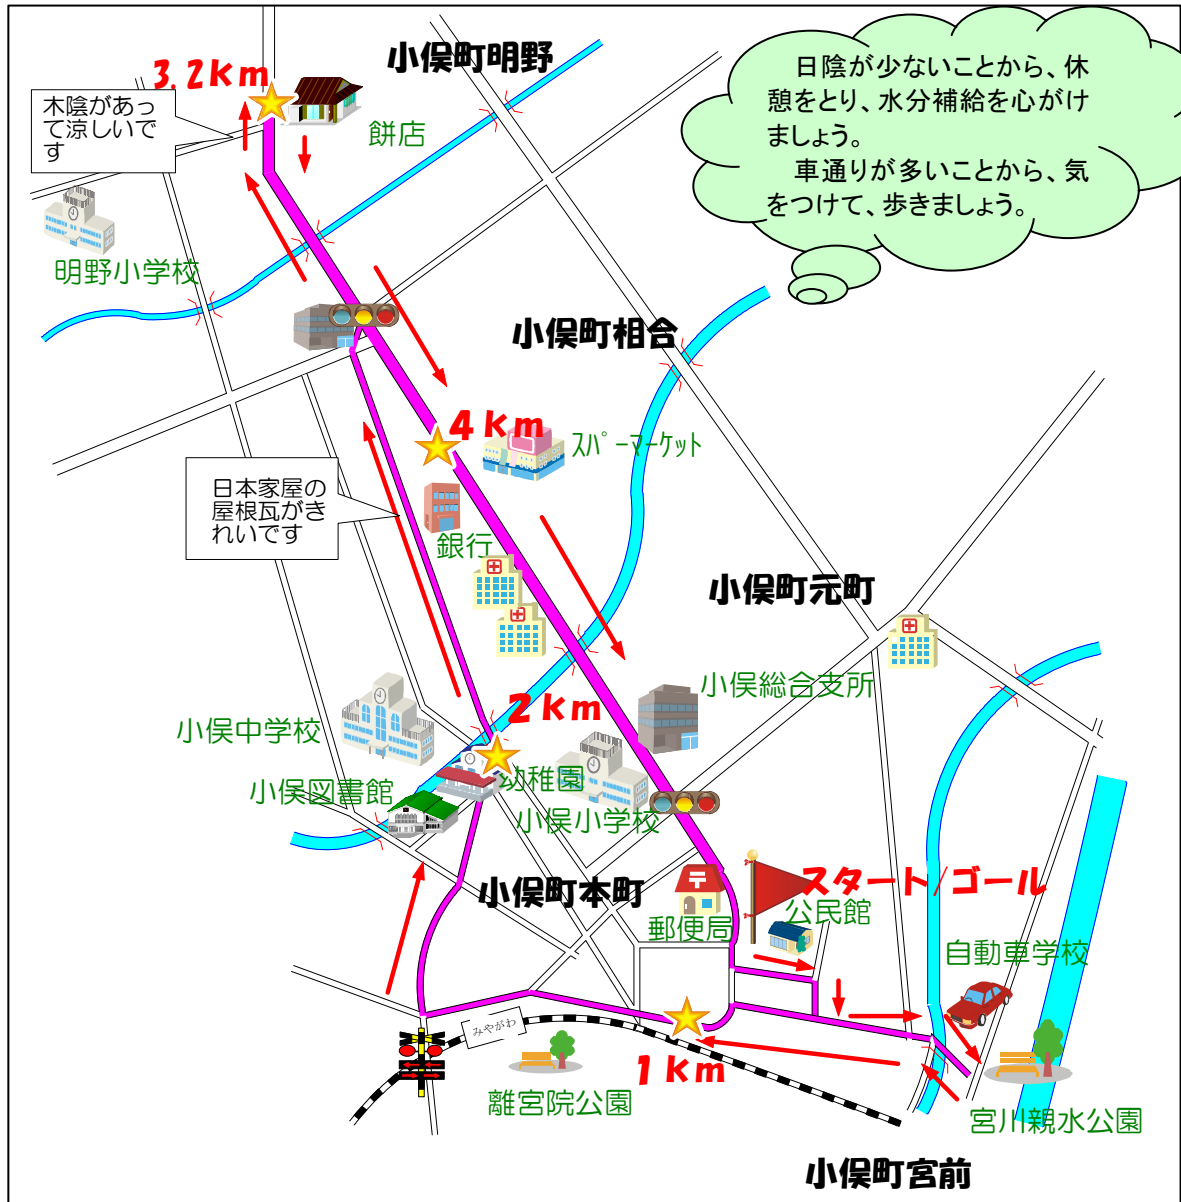 小俣町明野
3.2km
木陰があっ
て涼しいで
す
餅店
日陰が少ないことから、休
憩をとり、水分補給を心がけ
ましょう。
車通りが多いことから、気
をつけて、歩きましょう。
明野小学校
小俣町相合
4km
スパーマーケット
日本家屋の
屋根瓦がき
れいです
銀行
小俣町元町
小俣総合支所
2km
小俣中学校
幼稚園
小俣図書館
小俣小学校
小俣町本町
スタート/ゴール
公民館
郵便局
自動車学校
みやがわ
1km
離宮院公園
宮川親水公園
小俣町宮前